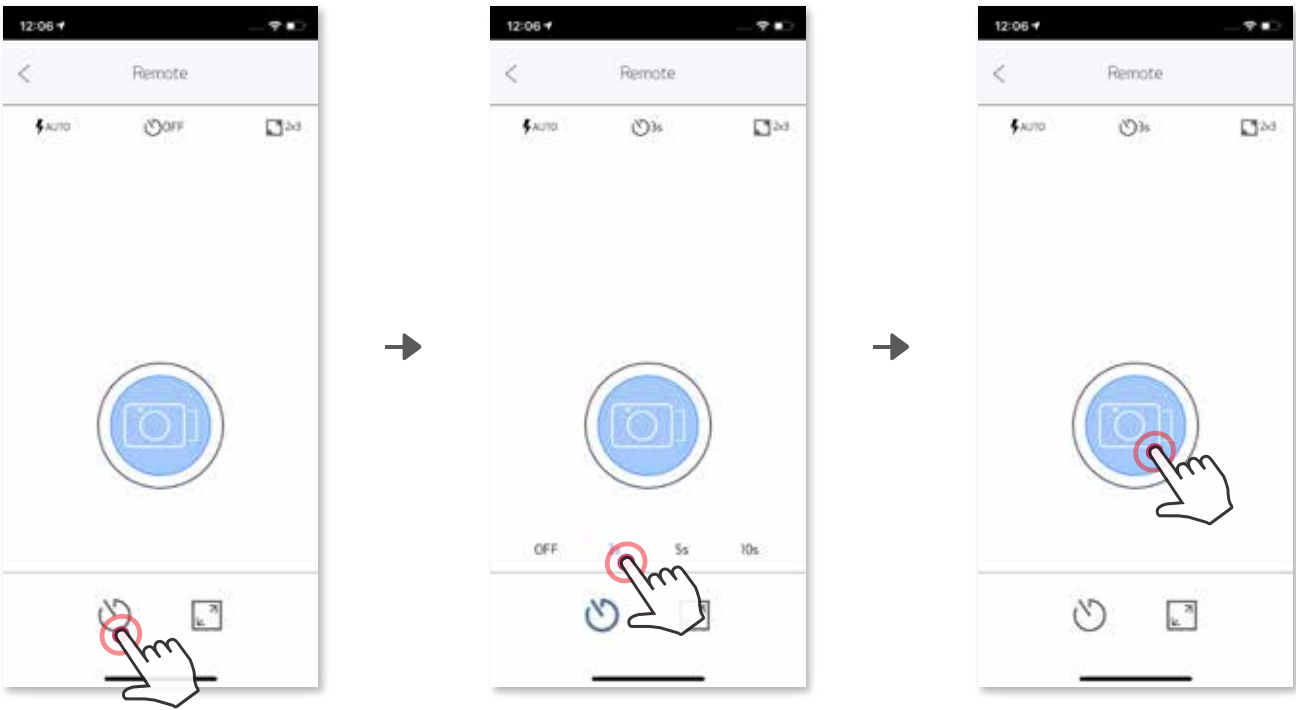 12:06
Remote
AUTO
OFF
2x3
12:06
Remote
AUTO
3s
2x3
OFF
5s
10s
12:06
Remote
AUTO
3s
2x3